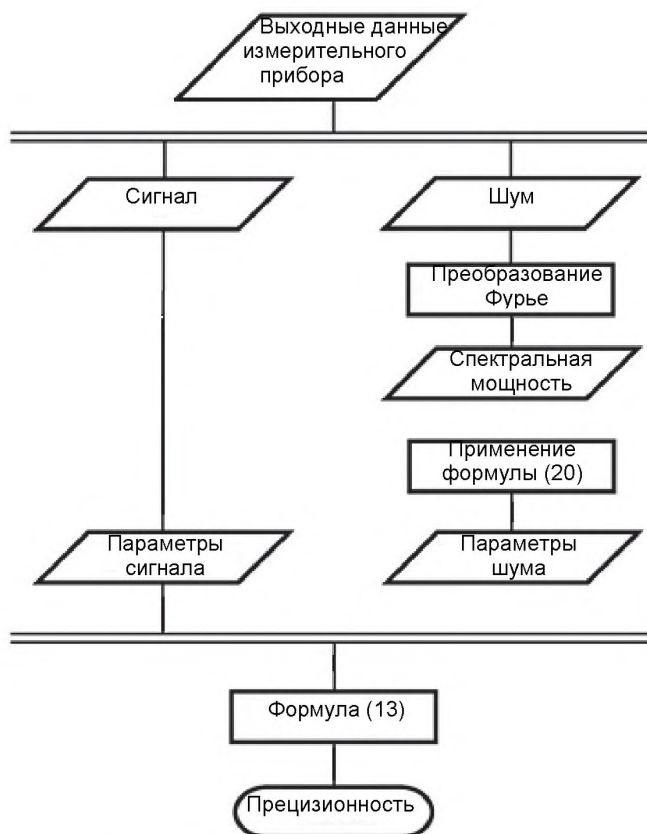 Выходные данные
измерительного
прибора
Сигнал
Шум
Преобразование
Фурье
Спектральная
мощность
Применение
формулы (20)
Параметры
сигнала
Параметры
шума
Формула (13)
Прецизионность